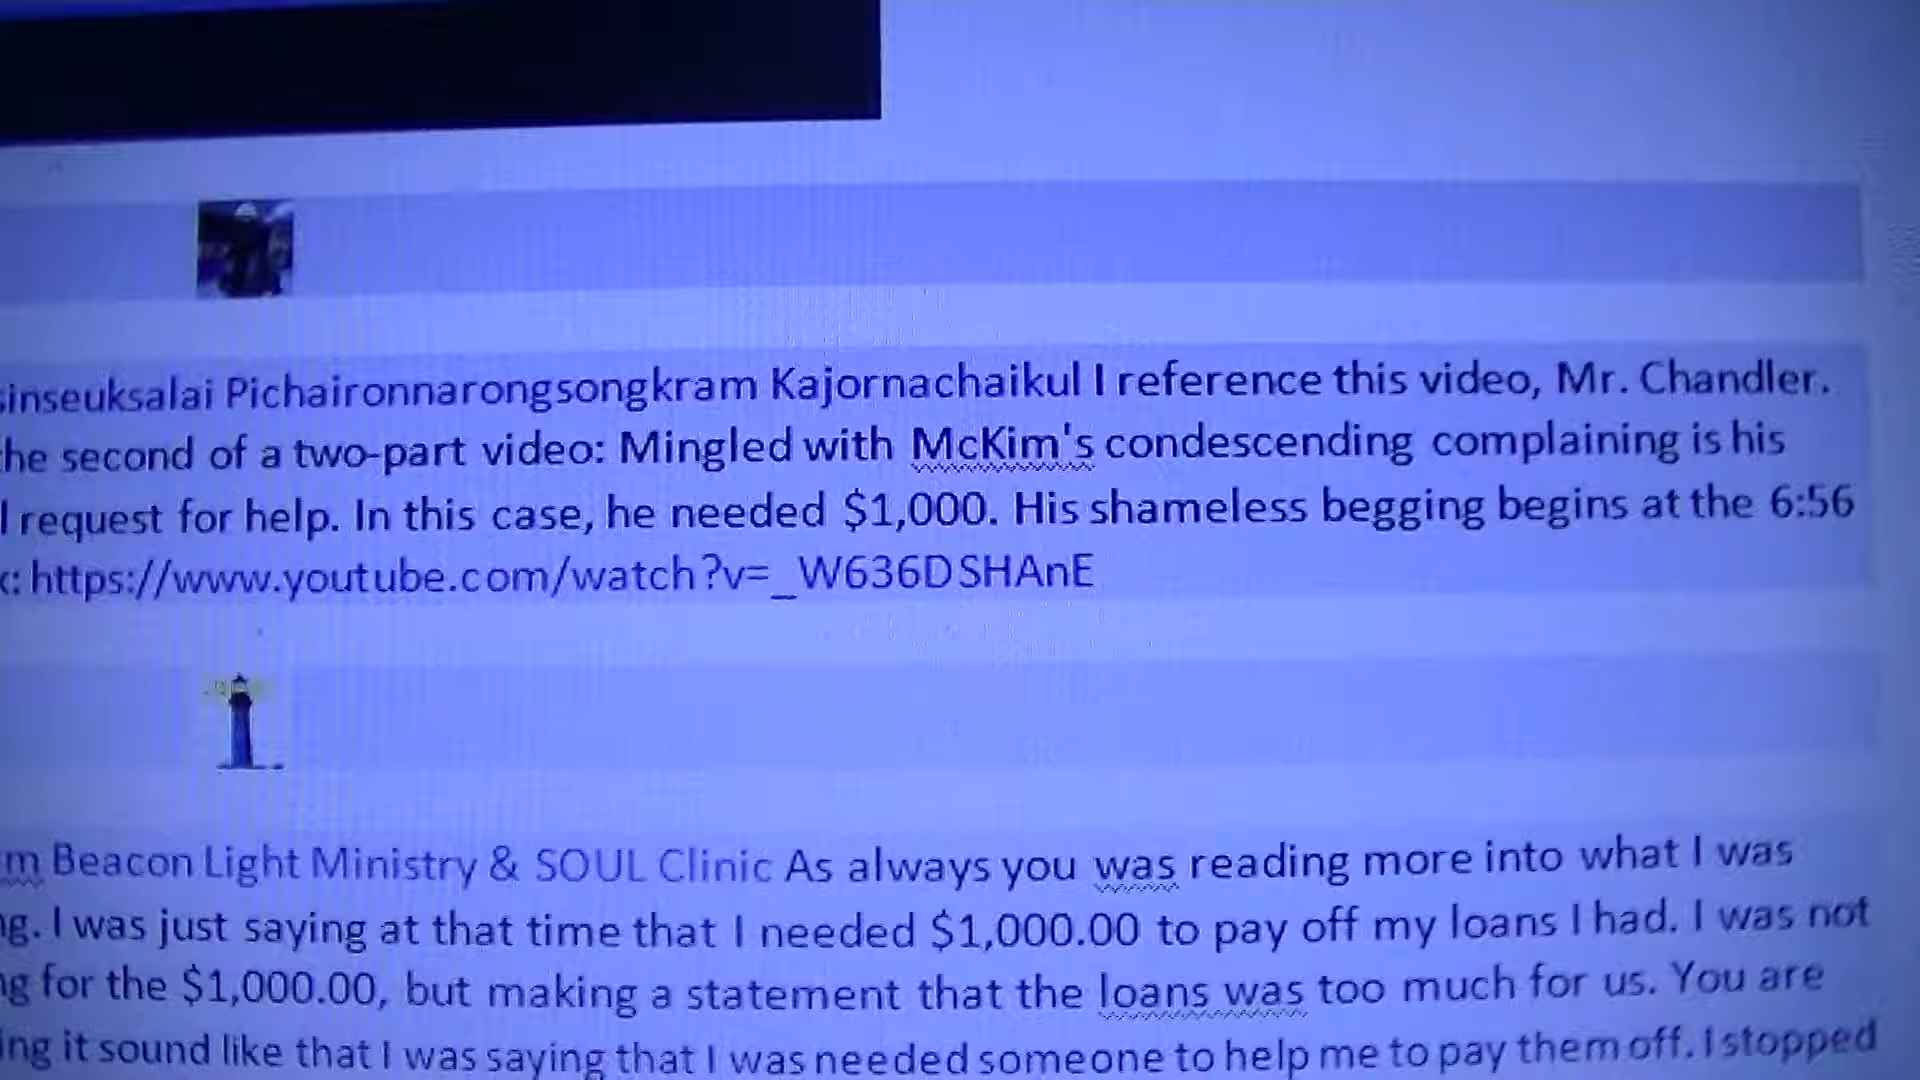 sinseuksalai Pichaironnarongsongkram Kajornachaikul I reference this video, Mr. Chandler.
the second of a two-part video: Mingled with McKim's condescending complaining is his
l request for help. In this case, he needed $1,000. His shameless begging begins at the 6:56
k: https://www.youtube.com/watch?v=_W636DSHAnE
m Beacon Light Ministry & SOUL Clinic As always you was reading more into what I was
ng. I was just saying at that time that I needed $1,000.00 to pay off my loans I had. I was not
ng for the $1,000.00, but making a statement that the loans was too much for us. You are
ing it sound like that I was saying that I was needed someone to help me to pay them off. I stopped